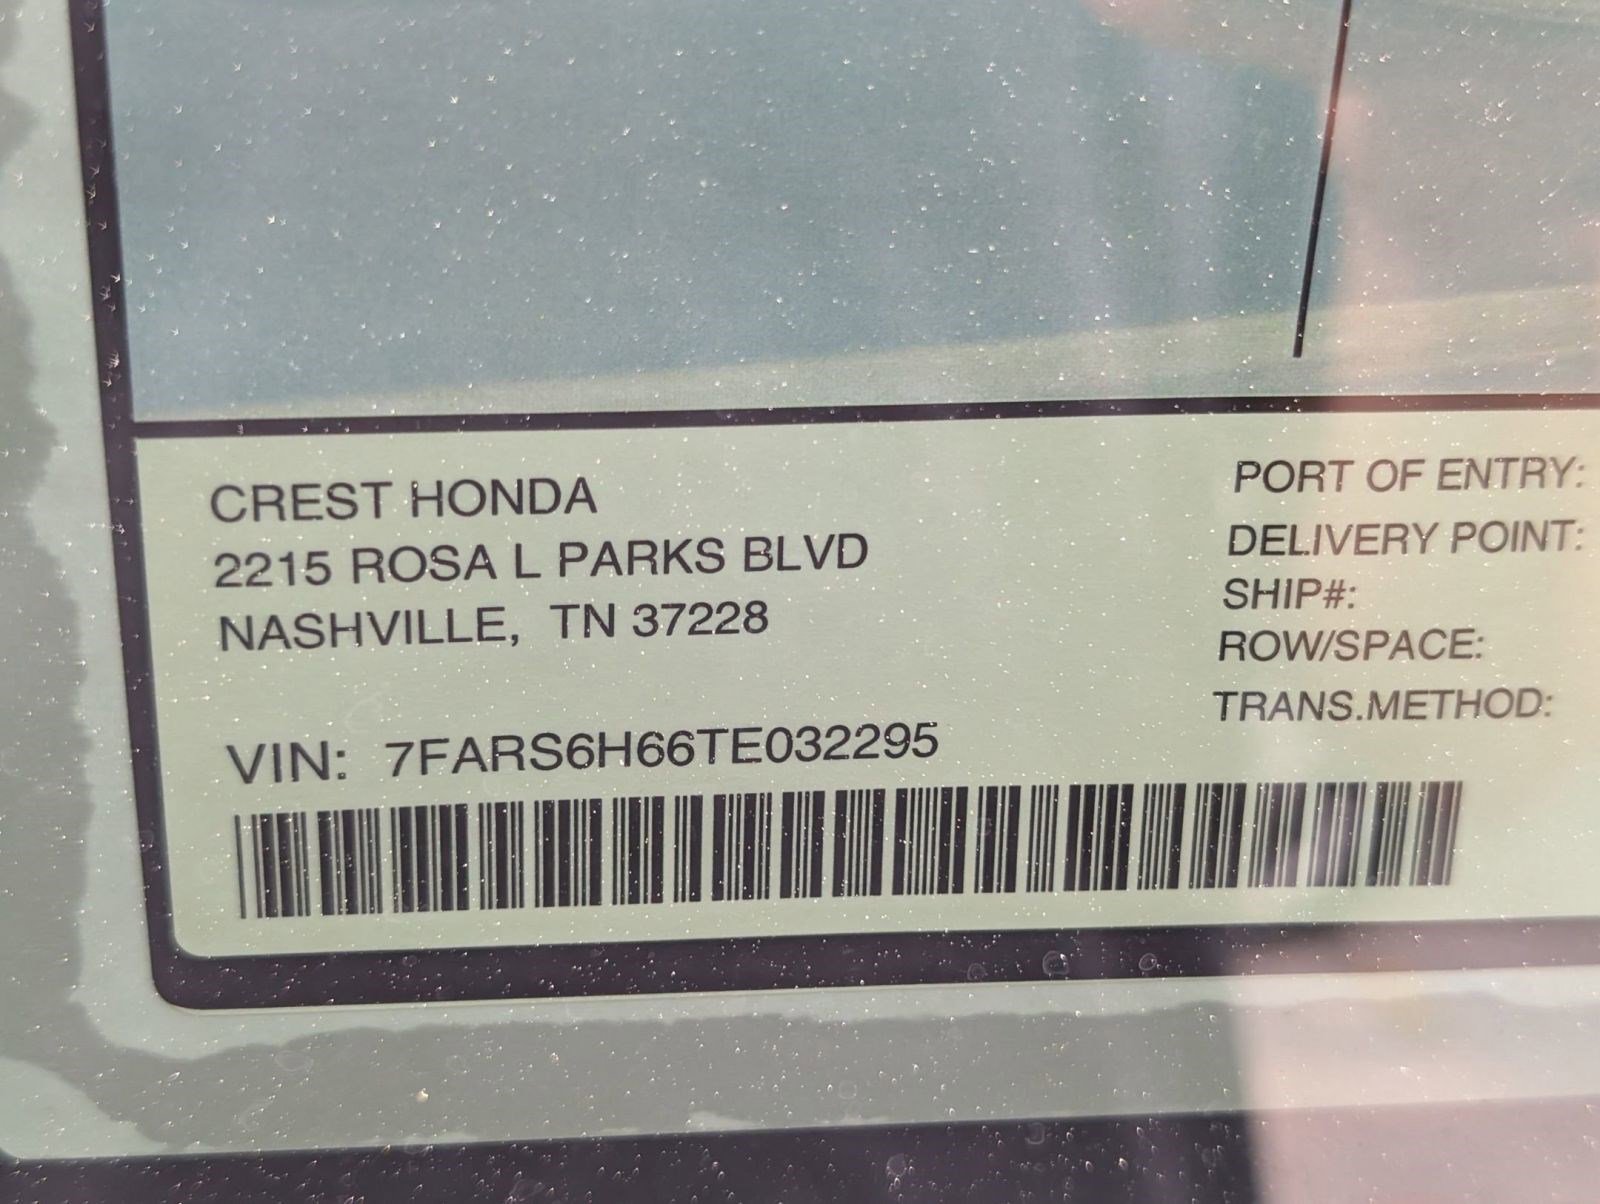 CREST HONDA
2215 ROSA L PARKS BLVD
NASHVILLE, TN 37228
VIN: 7FARS6H66TE032295
PORT OF ENTRY:
DELIVERY POINT:
SHIP#:
ROW/SPACE:
TRANS.METHOD: